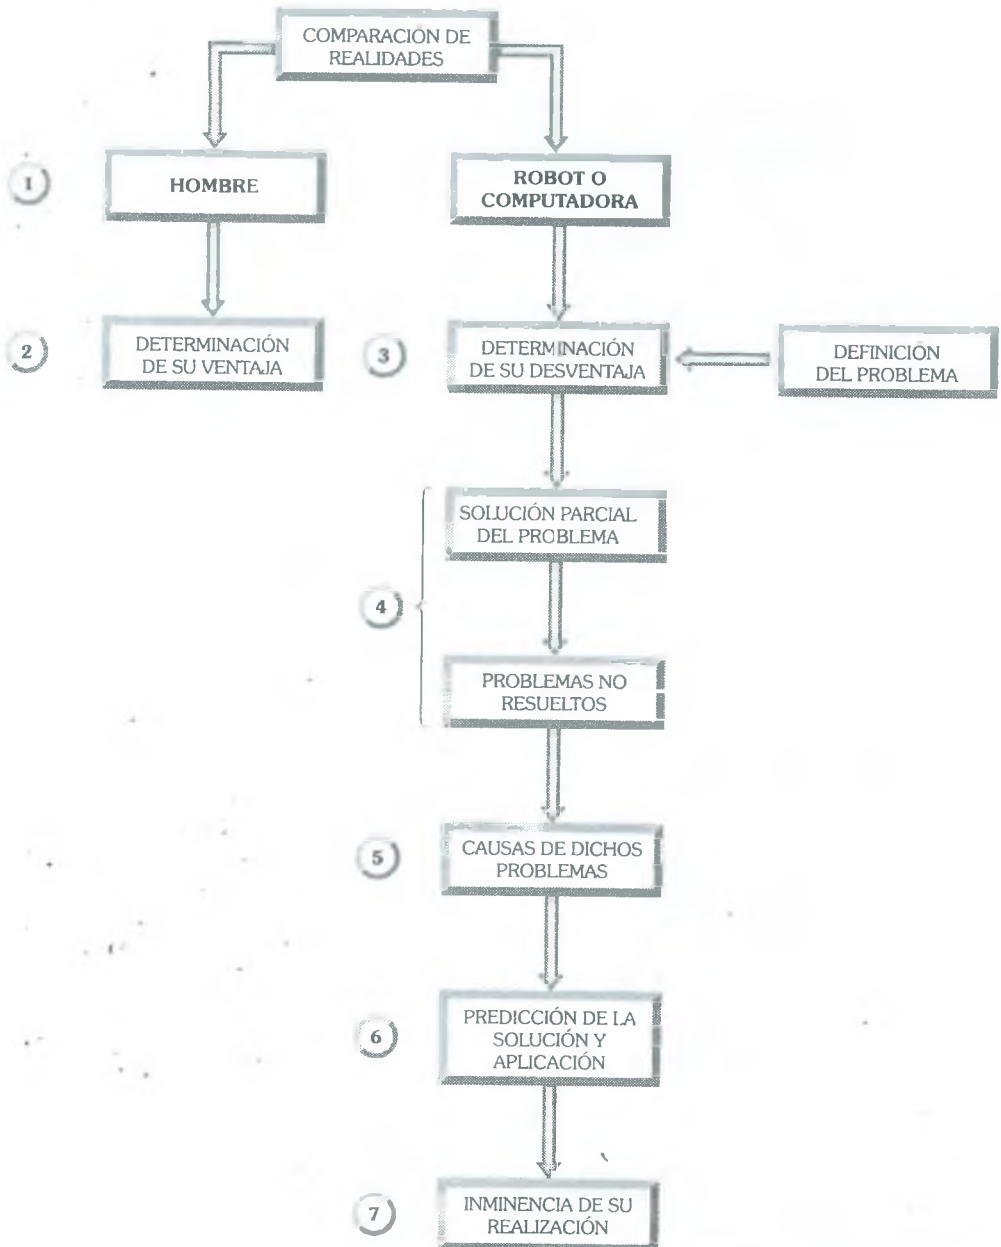 COMPARACIÓN DE
REALIDADES
1
HOMBRE
ROBOT O
COMPUTADORA
2
DETERMINACIÓN
DE SU VENTAJA
3
DETERMINACIÓN
DE SU DESVENTAJA
DEFINICION
DEL PROBLEMA
4
SOLUCIÓN PARCIAL
DEL PROBLEMA
PROBLEMAS NO
RESUELTOS
5
CAUSAS DE DICHOS
PROBLEMAS
6
PREDICCIÓN DE LA
SOLUCIÓN Y
APLICACIÓN
7
INMINENCIA DE SU
REALIZACIÓN